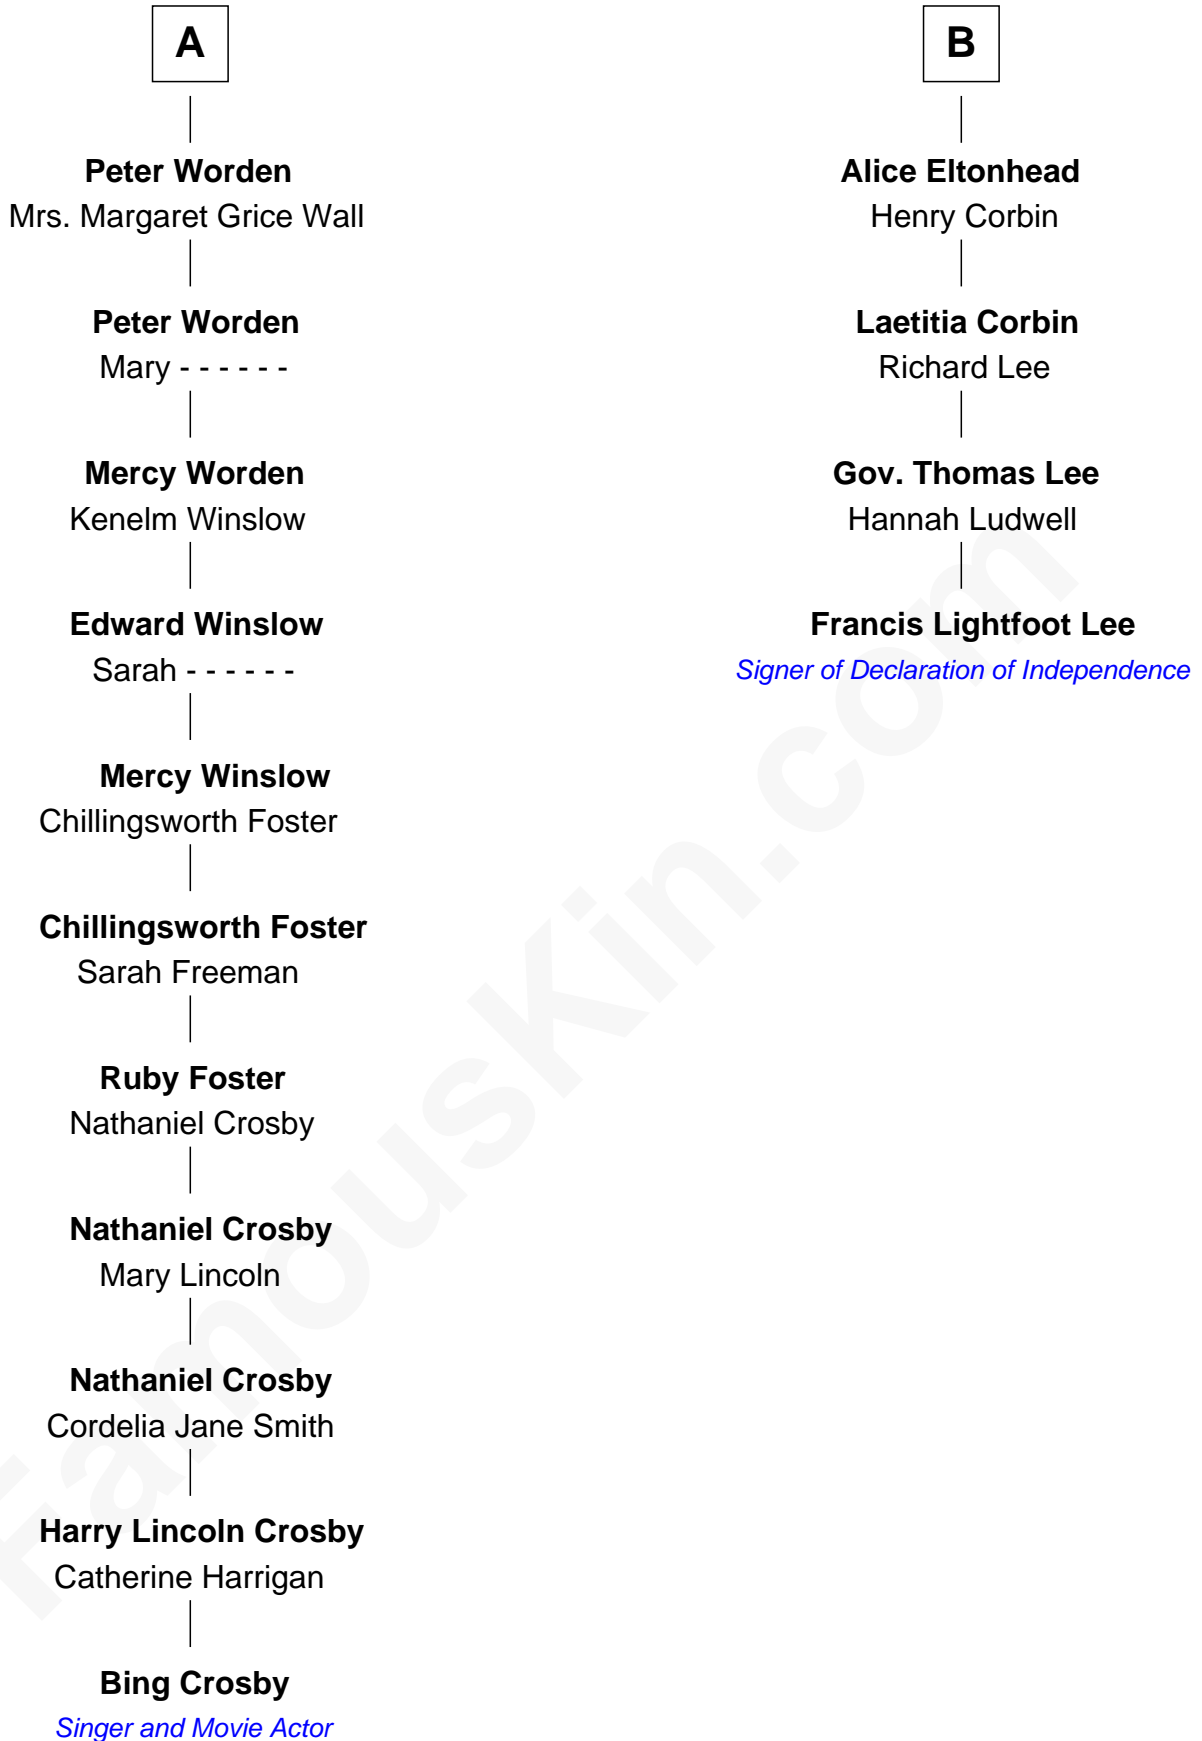 A
Peter Worden
Mrs. Margaret Grice Wall
Peter Worden
Mary - - - - - -
Mercy Worden
Kenelm Winslow
Edward Winslow
Sarah - - - - - -
Mercy Winslow
Chillingsworth Foster
Chillingsworth Foster
Sarah Freeman
Ruby Foster
Nathaniel Crosby
Nathaniel Crosby
Mary Lincoln
Nathaniel Crosby
Cordelia Jane Smith
Harry Lincoln Crosby
Catherine Harrigan
Bing Crosby
Singer and Movie Actor
B
Alice Eltonhead
Henry Corbin
Laetitia Corbin
Richard Lee
Gov. Thomas Lee
Hannah Ludwell
Francis Lightfoot Lee
Signer of Declaration of Independence
FamousKin.com